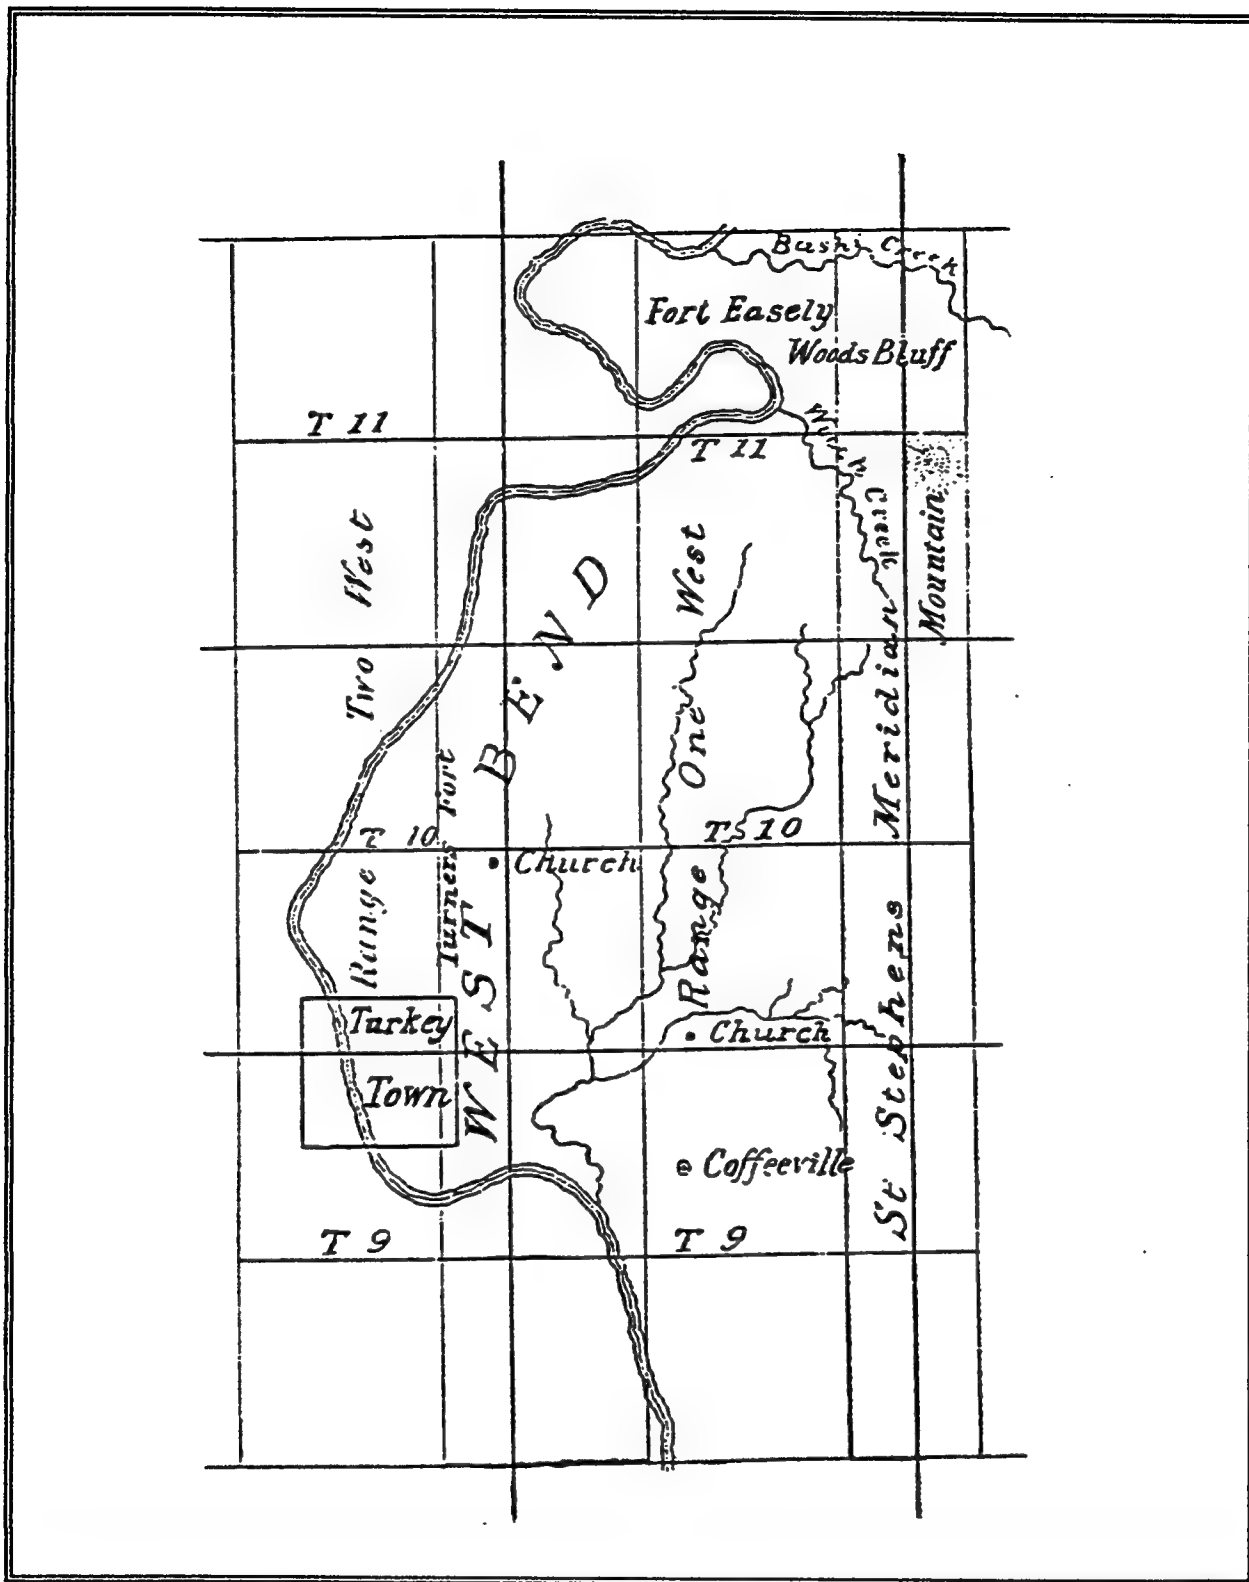 Bashi Creek
Fort Easely
Woods Bluff
T 11
T 11
Creek
Mountain
West
West
Two
One
BEND
Meridian
Turners Fort
T 10
T 10
Church
Range
Range
WEST
St Stephens
Turkey
Town
Church
Coffeeville
T 9
T 9